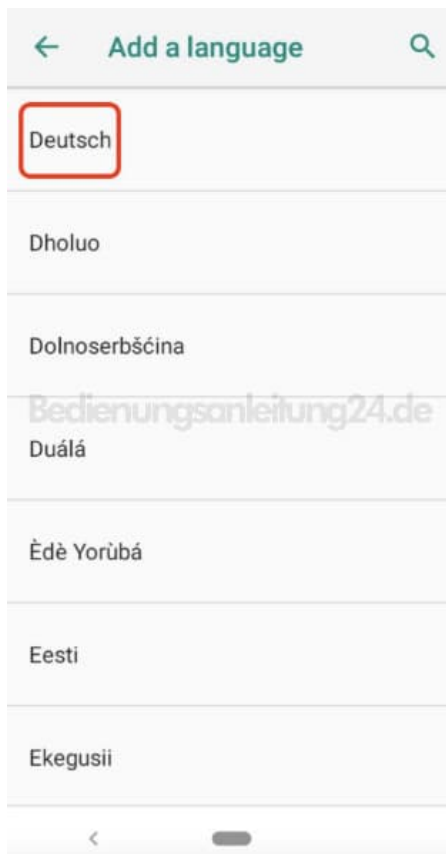 Add a language
Deutsch
Dholuo
Dolnoserbšćina
Bedienungsanleitung24.de
Duálá
Èdè Yorùbá
Eesti
Ekegusii